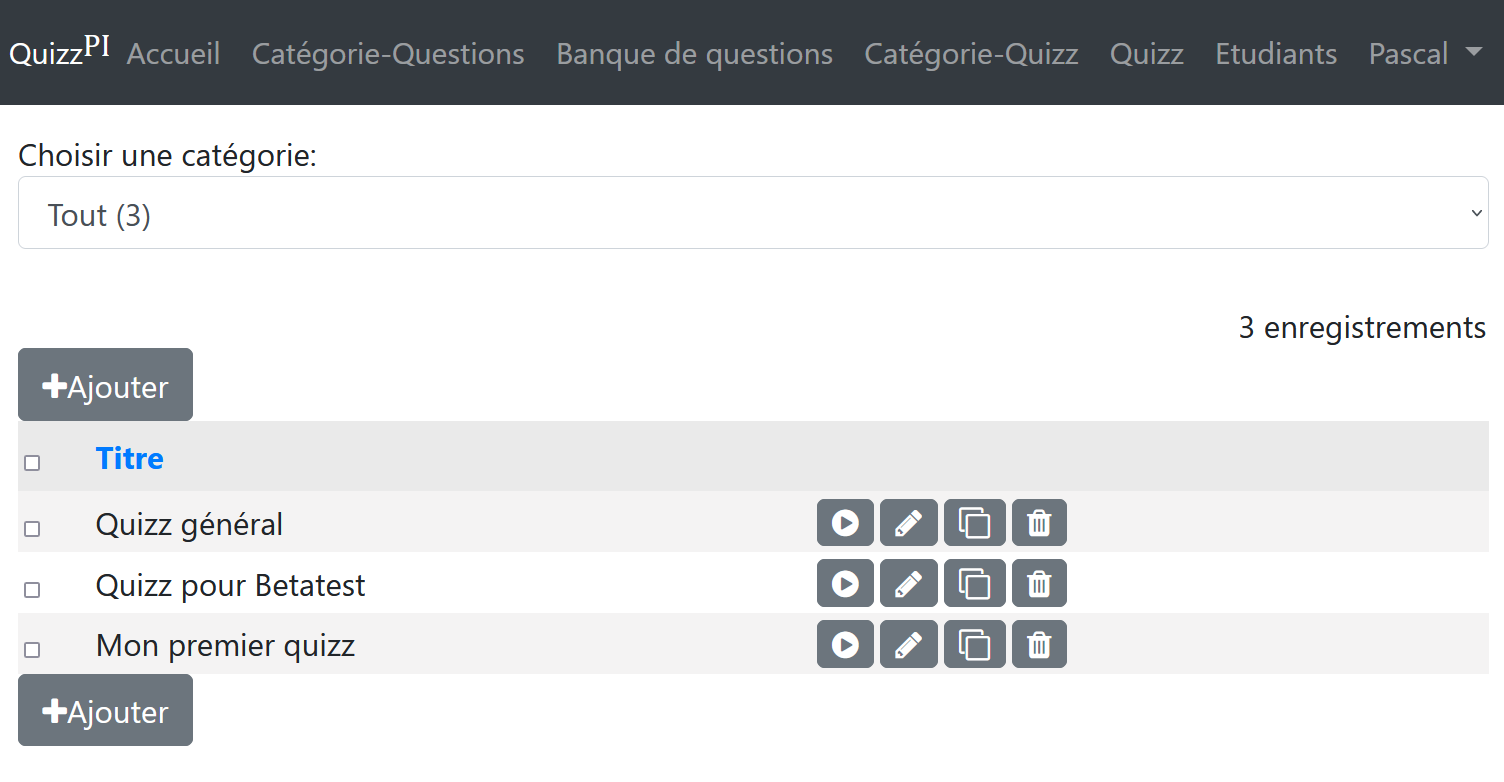 QuizzPI Accueil Catégorie-Questions Banque de questions Catégorie-Quizz Quizz Etudiants Pascal
Choisir une catégorie:
Tout (3)
3 enregistrements
Ajouter
Titre
Quizz général
Quizz pour Betatest
Mon premier quizz
Ajouter